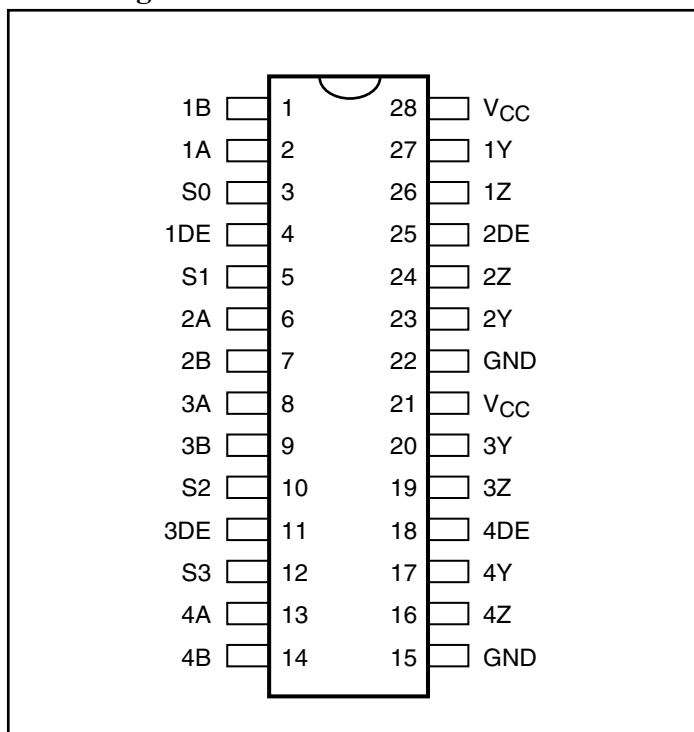 1B 1 28 VCC
1A 2 27 1Y
S0 3 26 1Z
1DE 4 25 2DE
S1 5 24 2Z
2A 6 23 2Y
2B 7 22 GND
3A 8 21 VCC
3B 9 20 3Y
S2 10 19 3Z
3DE 11 18 4DE
S3 12 17 4Y
4A 13 16 4Z
4B 14 15 GND